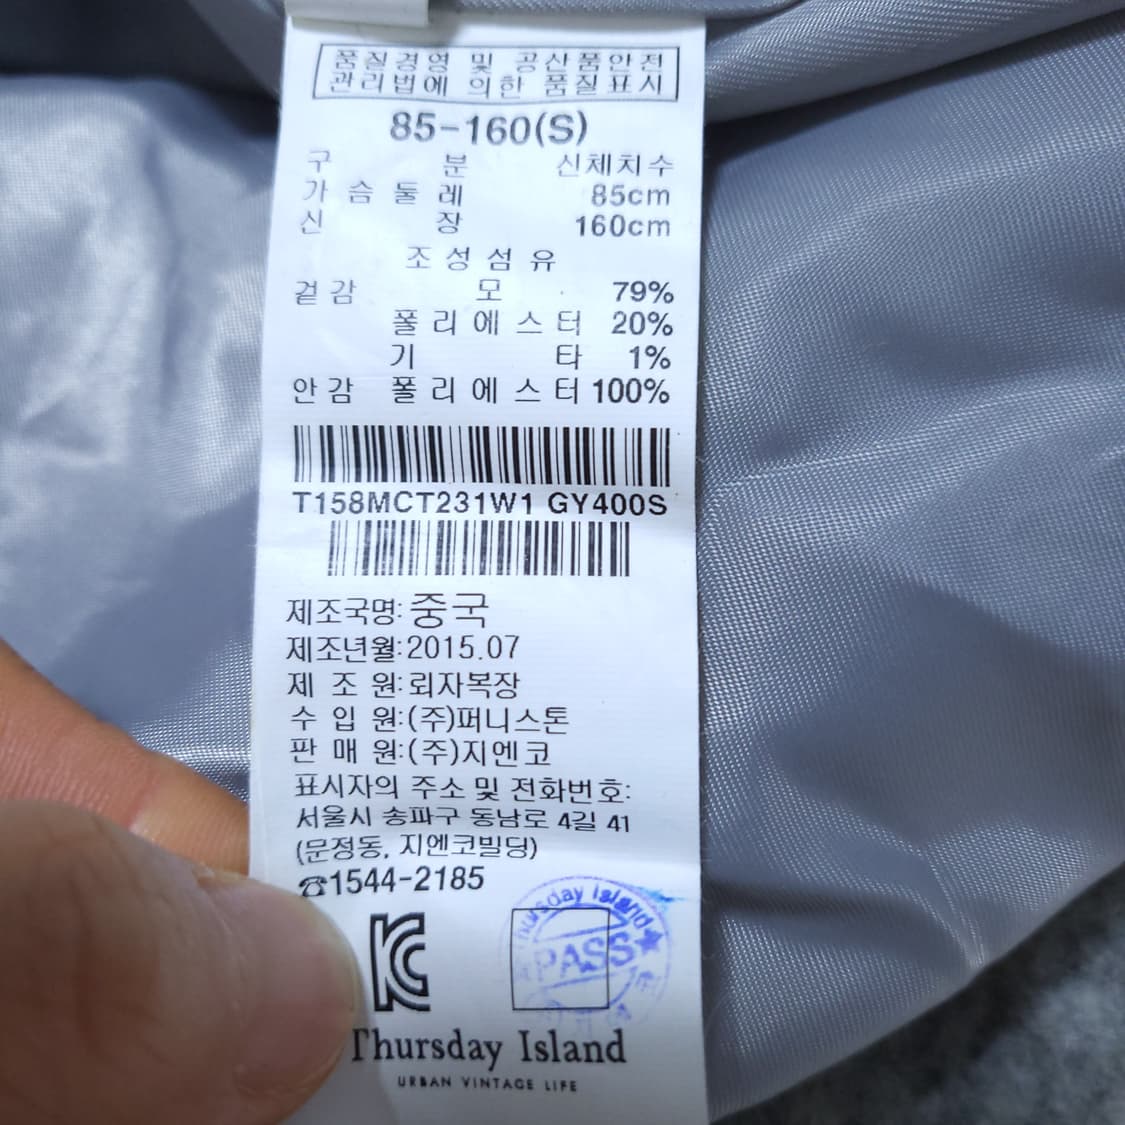 품질경영 및 공산품안전
관리법에 의한 품질표시
85-160(S)
구 분 신체치수
가슴둘레 85cm
신 장 160cm
조성섬유
겉감 모 79%
폴리에스터 20%
기 타 1%
안감 폴리에스터 100%
T158MCT231W1 GY400S
제조국명:중국
제조년월:2015.07
제 조 원:뢰자복장
수 입 원:(주)퍼니스톤
판 매 원:(주)지엔코
표시자의 주소 및 전화번호:
서울시 송파구 동남로 4길 41
(문정동, 지엔코빌딩)
☎1544-2185
Thursday Island
PASS
Thursday Island
URBAN VINTAGE LIFE